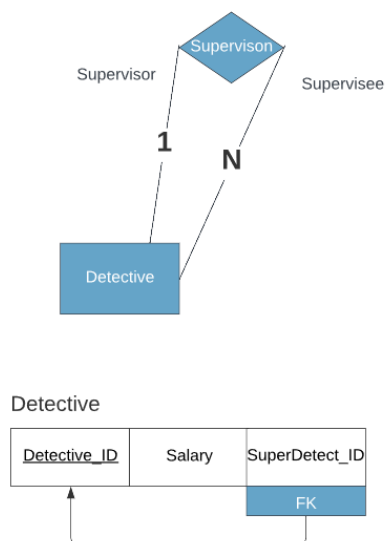 Supervison
Supervisor
Supervisee
1
N
Detective
Detective
Detective_ID
Salary
SuperDetect_ID
FK